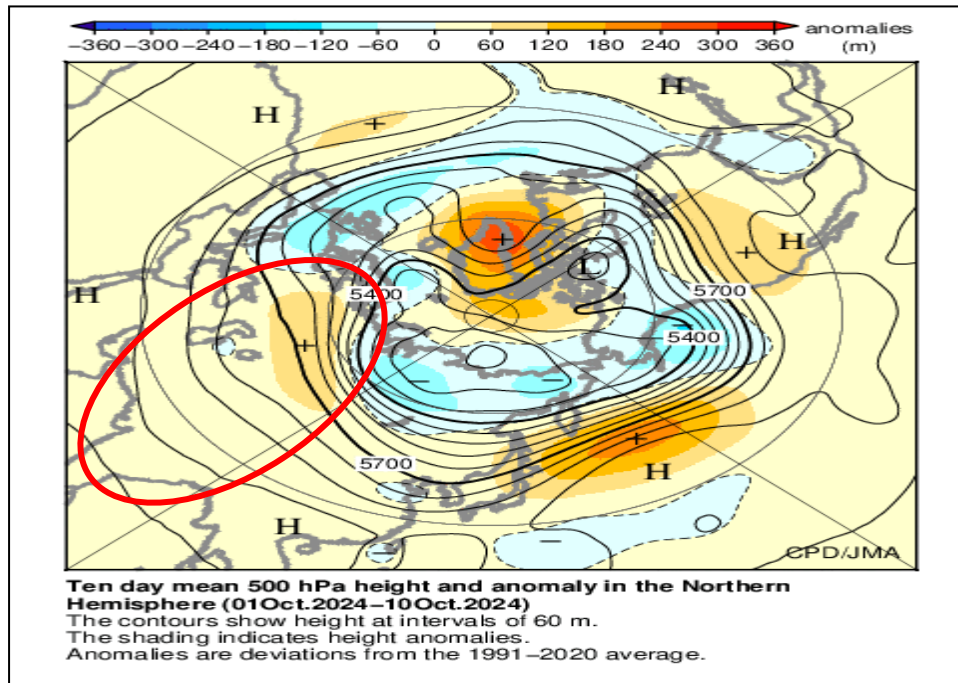 anomalies
−360 −300 −240 −180 −120 −60 0 60 120 180 240 300 360 (m)
H
H
+
H
+
H
L
5400
5700
+
5400
+
−
−
−
5700
+
H
H
−
−
CPD/JMA
Ten day mean 500 hPa height and anomaly in the Northern
Hemisphere (01Oct.2024−10Oct.2024)
The contours show height at intervals of 60 m.
The shading indicates height anomalies.
Anomalies are deviations from the 1991−2020 average.